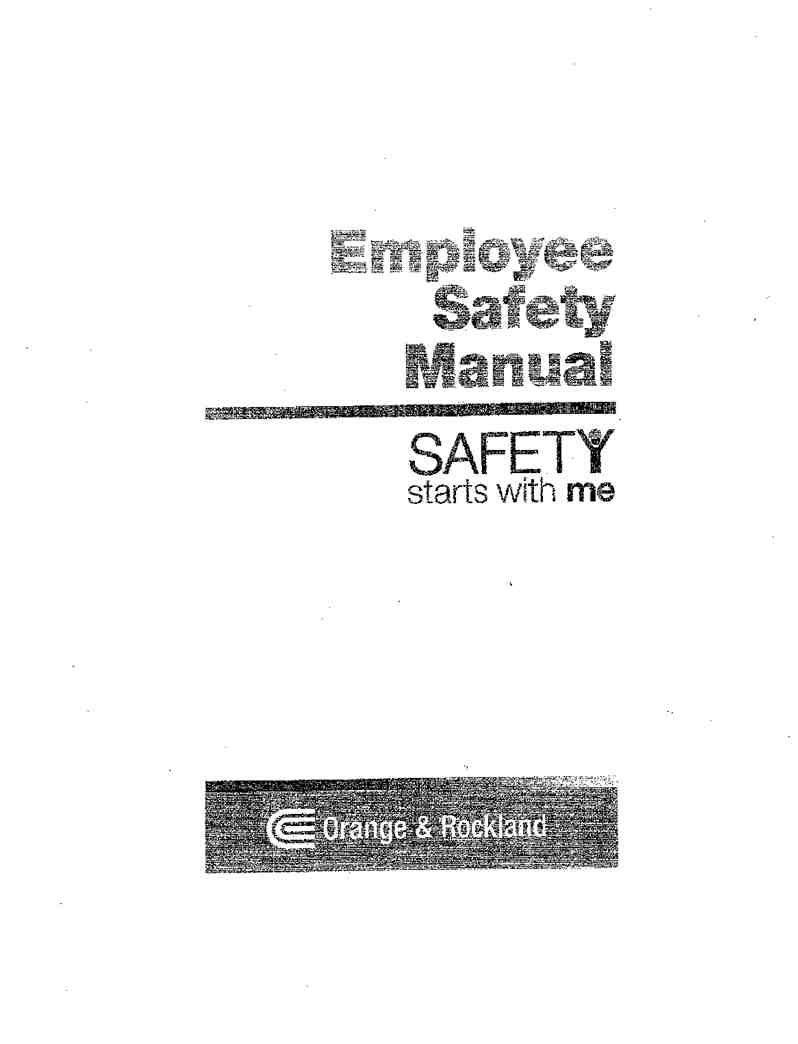 Employee
Safety
Manual
SAFETY
starts with me
Orange & Rockland